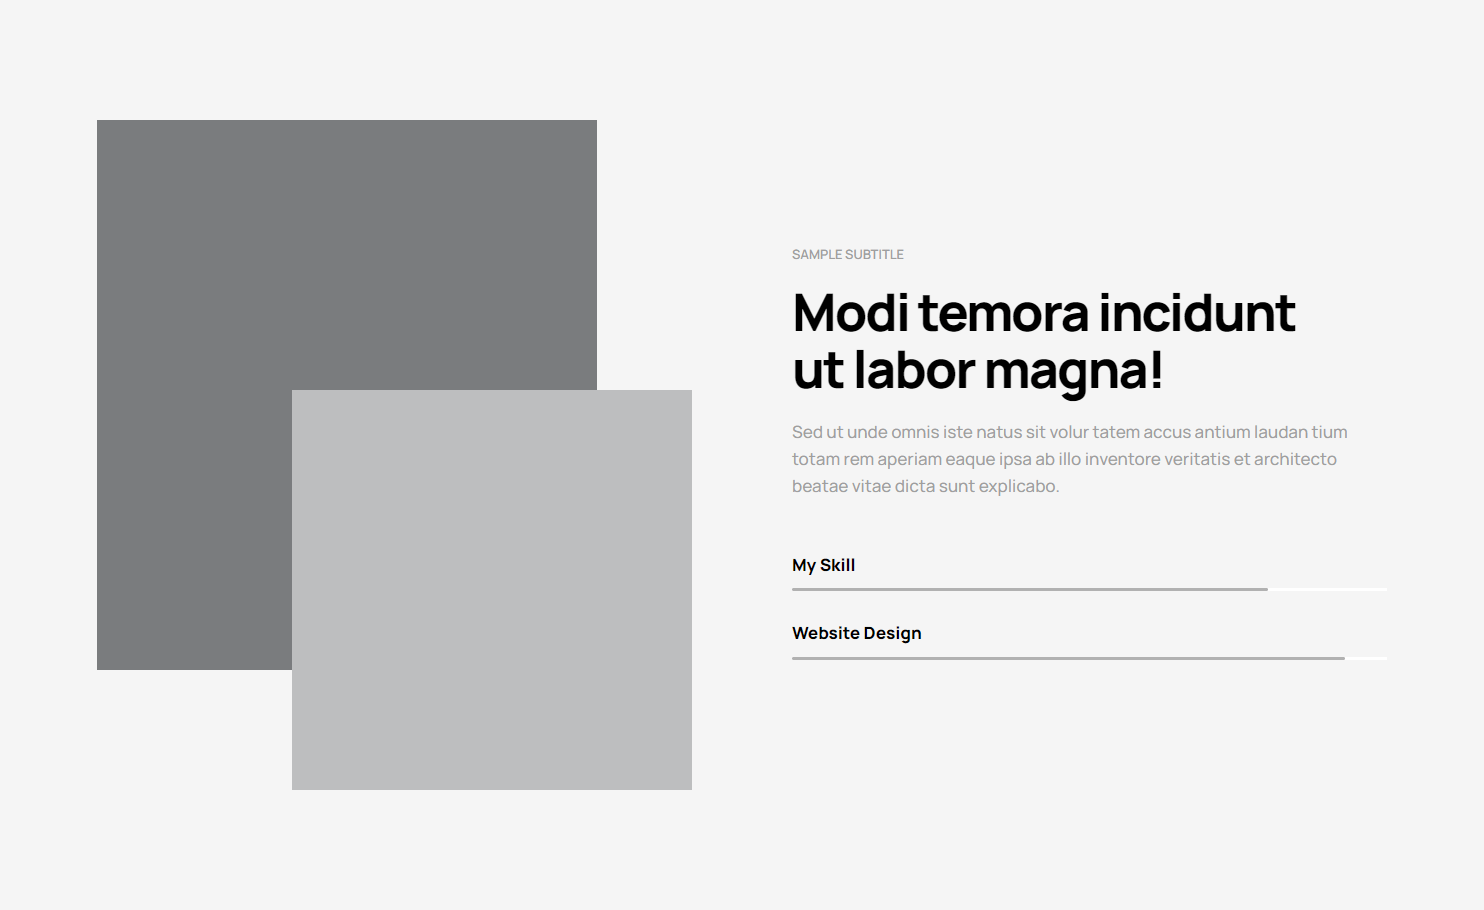 SAMPLE SUBTITLE
Modi temora incidunt
ut labor magna!
Sed ut unde omnis iste natus sit volur tatem accus antium laudan tium
totam rem aperiam eaque ipsa ab illo inventore veritatis et architecto
beatae vitae dicta sunt explicabo.
My Skill
Website Design